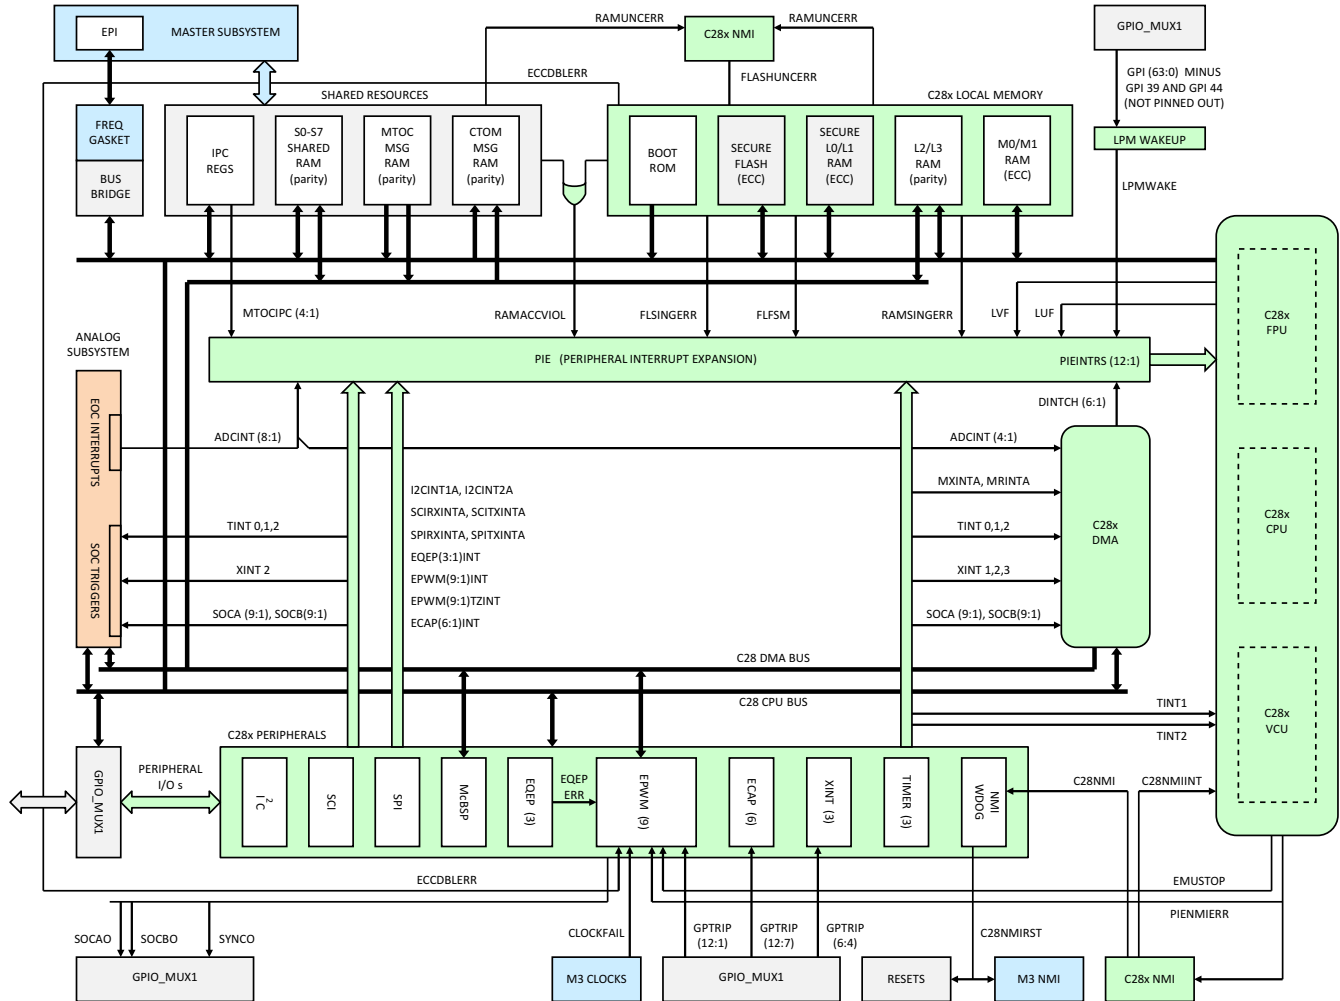 EPI
MASTER SUBSYSTEM
RAMUNCERR
C28x NMI
RAMUNCERR
GPIO_MUX1
FLASHUNCERR
ECCDBLERR
GPI (63:0) MINUS
GPI 39 AND GPI 44
(NOT PINNED OUT)
SHARED RESOURCES
C28x LOCAL MEMORY
FREQ
GASKET
BUS
BRIDGE
IPC
REGS
S0-S7
SHARED
RAM
(parity)
MTOC
MSG
RAM
(parity)
CTOM
MSG
RAM
(parity)
BOOT
ROM
SECURE
FLASH
(ECC)
SECURE
L0/L1
RAM
(ECC)
L2/L3
RAM
(parity)
M0/M1
RAM
(ECC)
LPM WAKEUP
LPMWAKE
MTOCIPC (4:1)
RAMACCVIOL
FLSINGERR
FLFSM
RAMSINGERR
LVF
LUF
C28x
FPU
ANALOG
SUBSYSTEM
PIE (PERIPHERAL INTERRUPT EXPANSION)
PIEINTRS (12:1)
DINTCH (6:1)
EOC INTERRUPTS
ADCINT (8:1)
ADCINT (4:1)
I2CINT1A, I2CINT2A
SCIRXINTA, SCITXINTA
SPIRXINTA, SPITXINTA
EQEP(3:1)INT
EPWM(9:1)INT
EPWM(9:1)TZINT
ECAP(6:1)INT
MXINTA, MRINTA
SOC TRIGGERS
TINT 0,1,2
XINT 2
SOCA (9:1), SOCB(9:1)
TINT 0,1,2
XINT 1,2,3
SOCA (9:1), SOCB(9:1)
C28x
DMA
C28x
CPU
C28 DMA BUS
C28 CPU BUS
TINT1
TINT2
C28x
VCU
C28x PERIPHERALS
GPIO_MUX1
PERIPHERAL
I/O s
I2C
SCI
SPI
McBSP
EQEP (3)
EQEP
ERR
EPWM (9)
ECAP (6)
XINT (3)
TIMER (3)
NMI
WDOG
C28NMI
C28NMIINT
ECCDBLERR
EMUSTOP
PIENMIERR
SOCAO
SOCBO
SYNCO
CLOCKFAIL
GPTRIP
(12:1)
GPTRIP
(12:7)
GPTRIP
(6:4)
C28NMIRST
GPIO_MUX1
M3 CLOCKS
GPIO_MUX1
RESETS
M3 NMI
C28x NMI